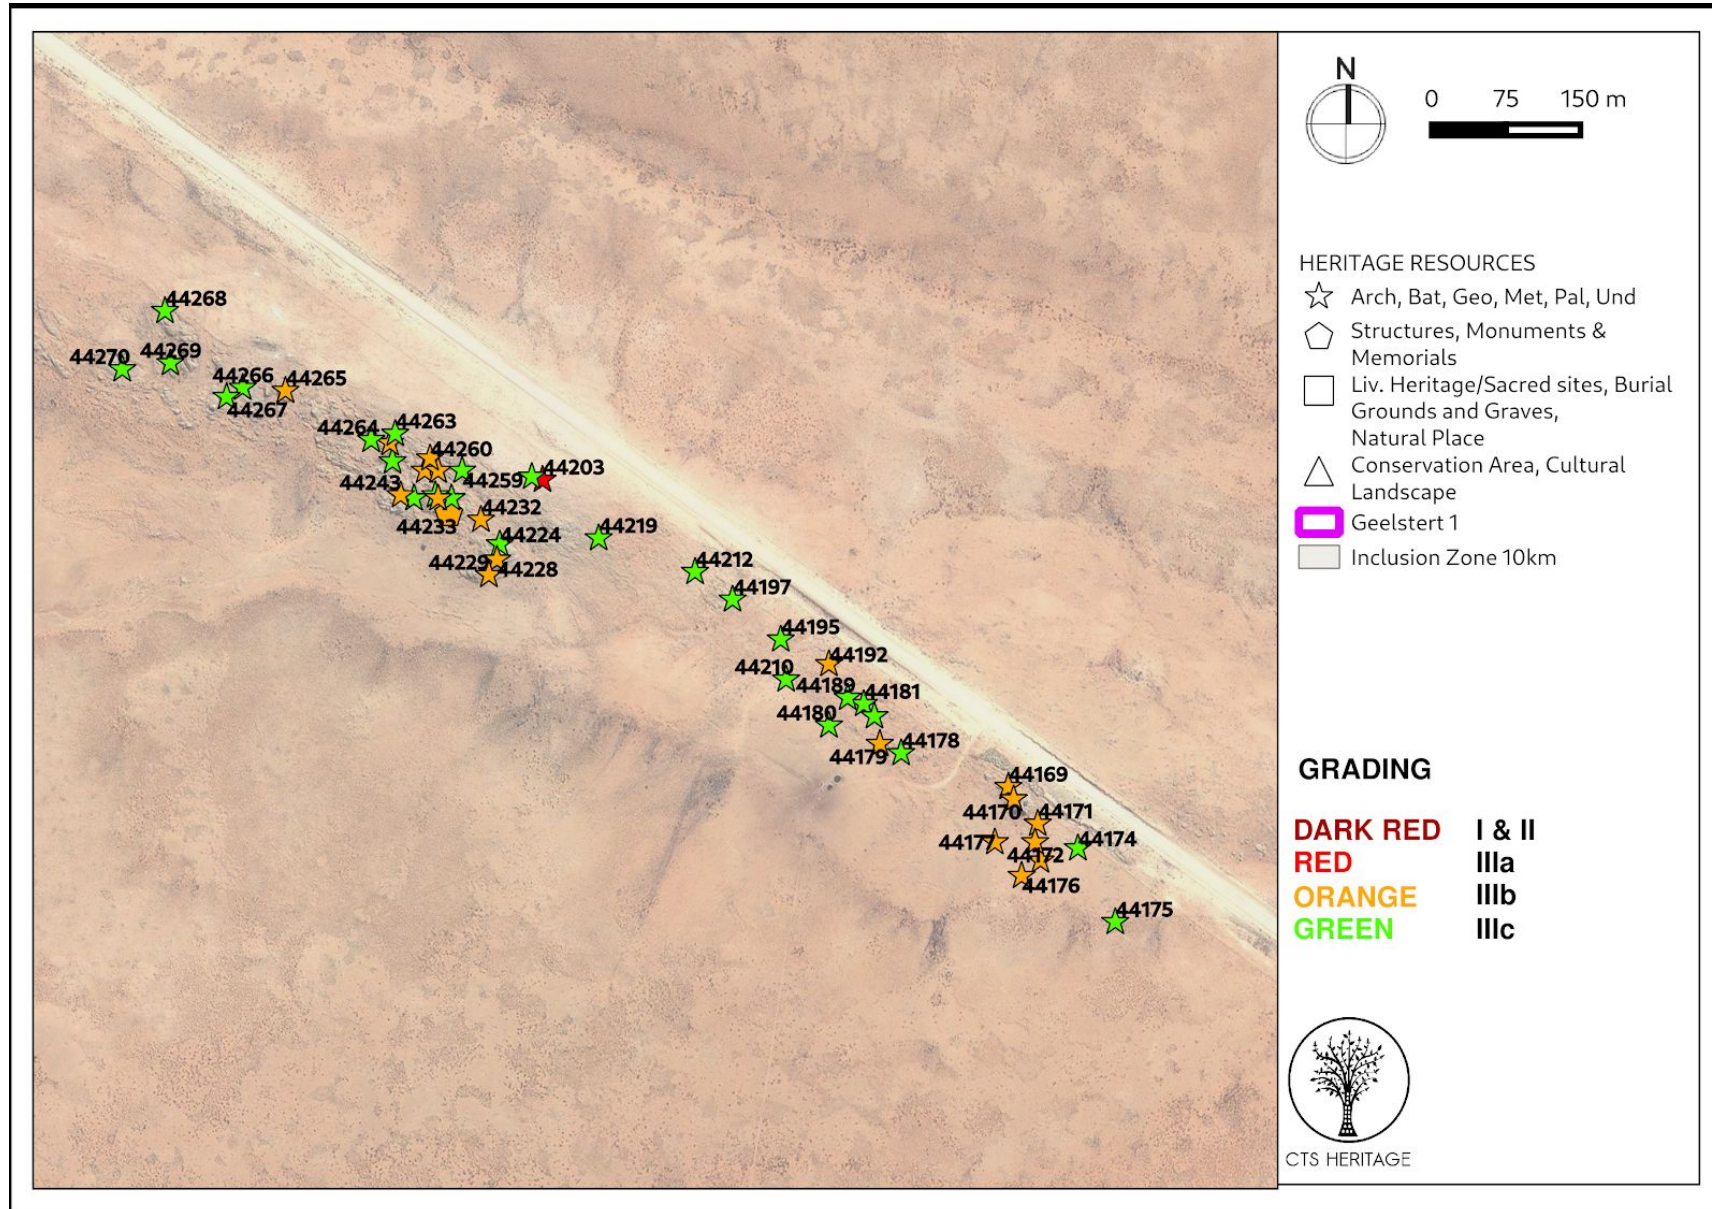 N
0 75 150 m
44268
44270 44269
44266 44265
44267
44264 44263
44260
44203
44243 44259
44232
44233
44224
44219
44229 44228
44212
44197
44195
44192
44210
44189 44181
44180
44178
44179
44169
44170 44171
44177 44174
44172
44176
44175
HERITAGE RESOURCES
Arch, Bat, Geo, Met, Pal, Und
Structures, Monuments &
Memorials
Liv. Heritage/Sacred sites, Burial
Grounds and Graves,
Natural Place
Conservation Area, Cultural
Landscape
Geelstert 1
Inclusion Zone 10km
GRADING
DARK RED I & II
RED IIIa
ORANGE IIIb
GREEN IIIc
CTS HERITAGE